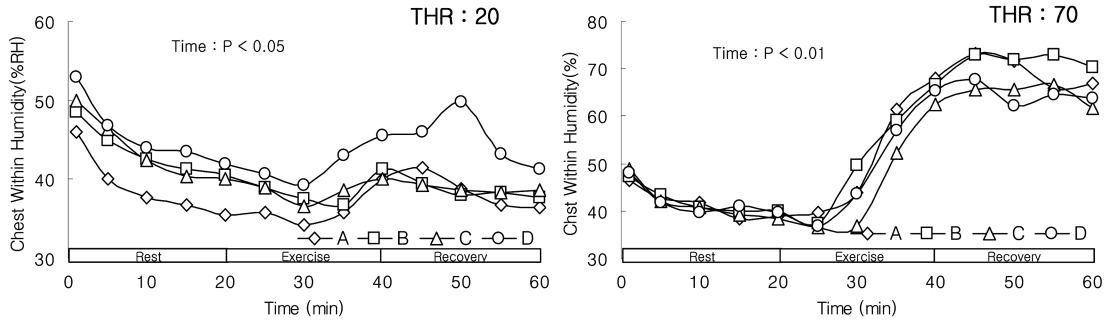 THR : 20
Time : P < 0.05
Chest Within Humidity(%RH)
60
50
40
30
A B C D
Rest Exercise Recovery
0 10 20 30 40 50 60
Time (min)
THR : 70
Time : P < 0.01
Chst Within Humidity(%)
80
70
60
50
40
30
A B C D
Rest Exercise Recovery
0 10 20 30 40 50 60
Time (min)